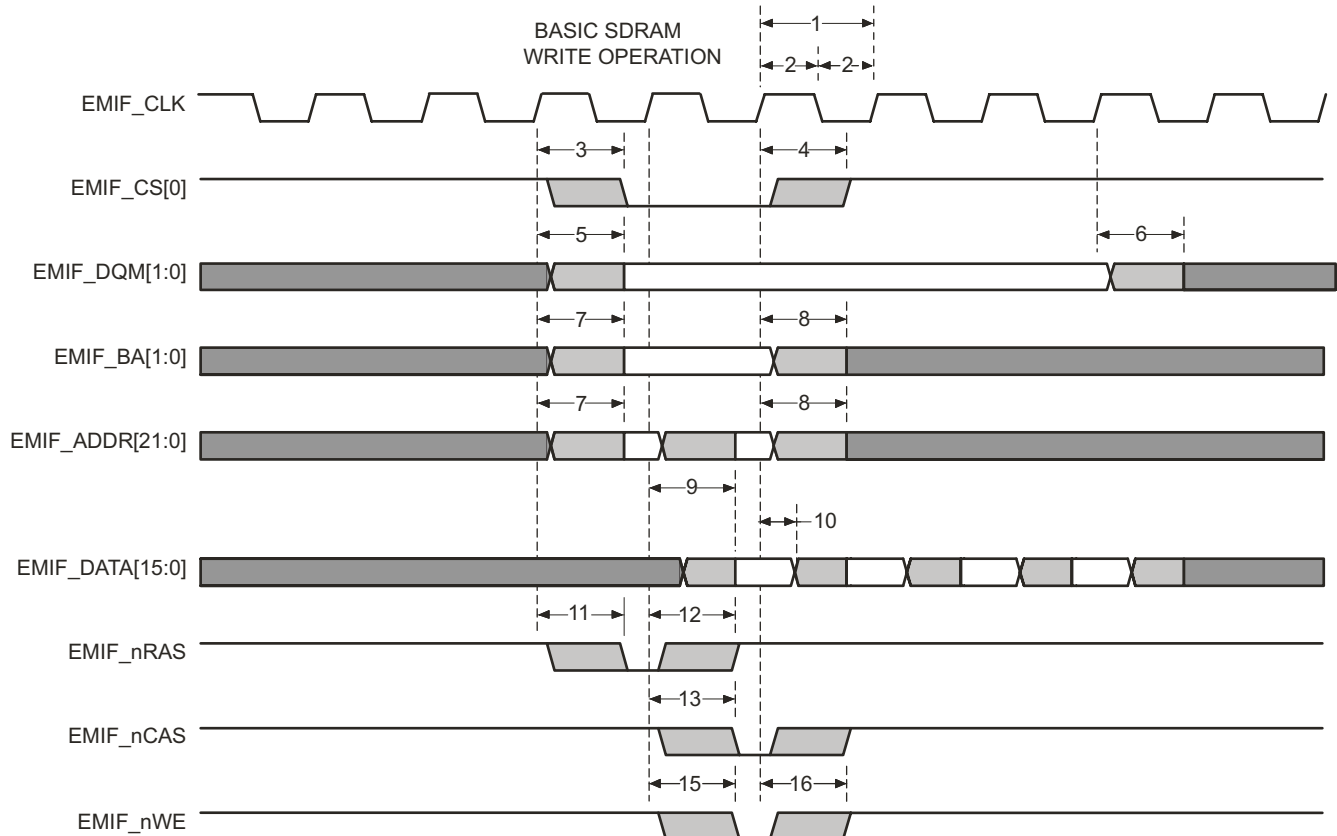 BASIC SDRAM
WRITE OPERATION
1
2 2
EMIF_CLK
3 4
EMIF_CS[0]
5 6
EMIF_DQM[1:0]
7 8
EMIF_BA[1:0]
7 8
EMIF_ADDR[21:0]
9
10
EMIF_DATA[15:0]
11 12
EMIF_nRAS
13
EMIF_nCAS
15 16
EMIF_nWE